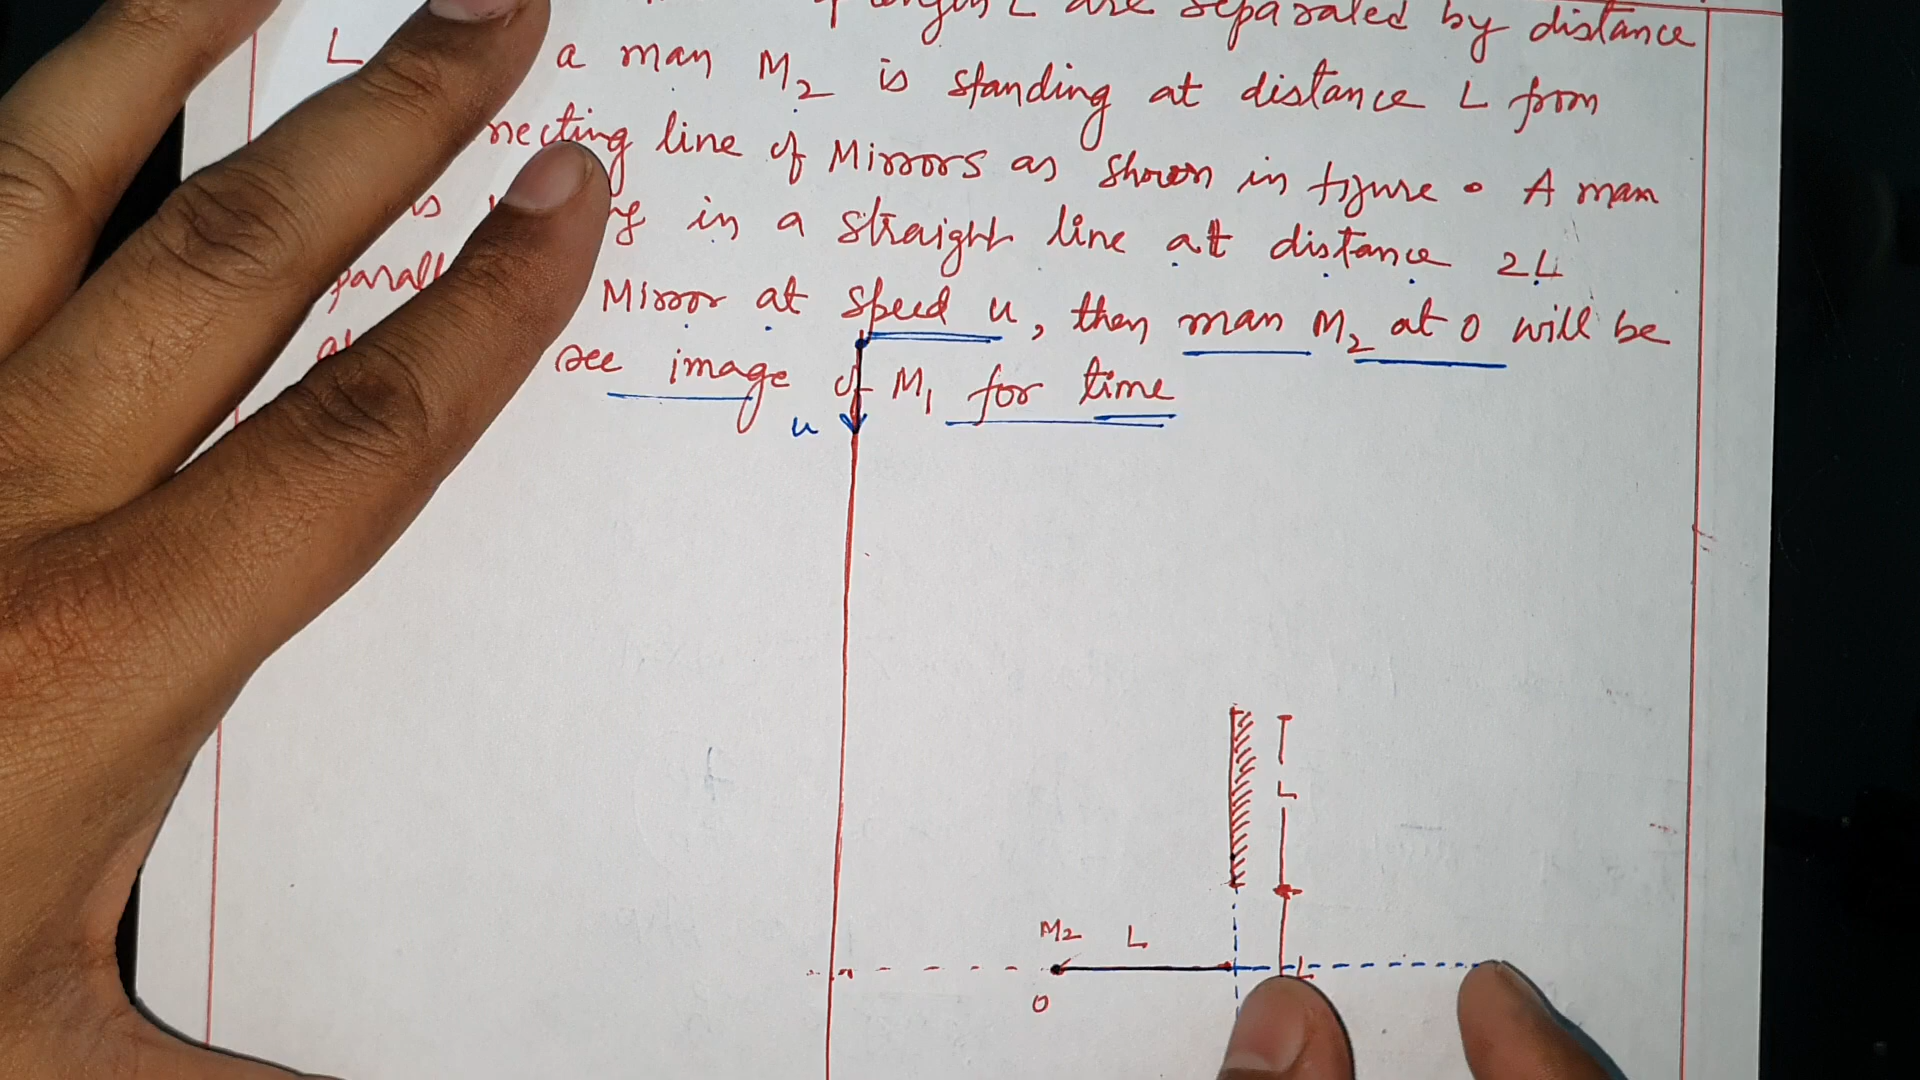 L are separated by distance
L a man M2 is standing at distance L from
necting line of Mirrors as shown in figure. A man
is in a straight line at distance 2L
parall Mirror at speed u, then man M2 at O will be
see image of M1 for time
u
L
M2 L
L
O